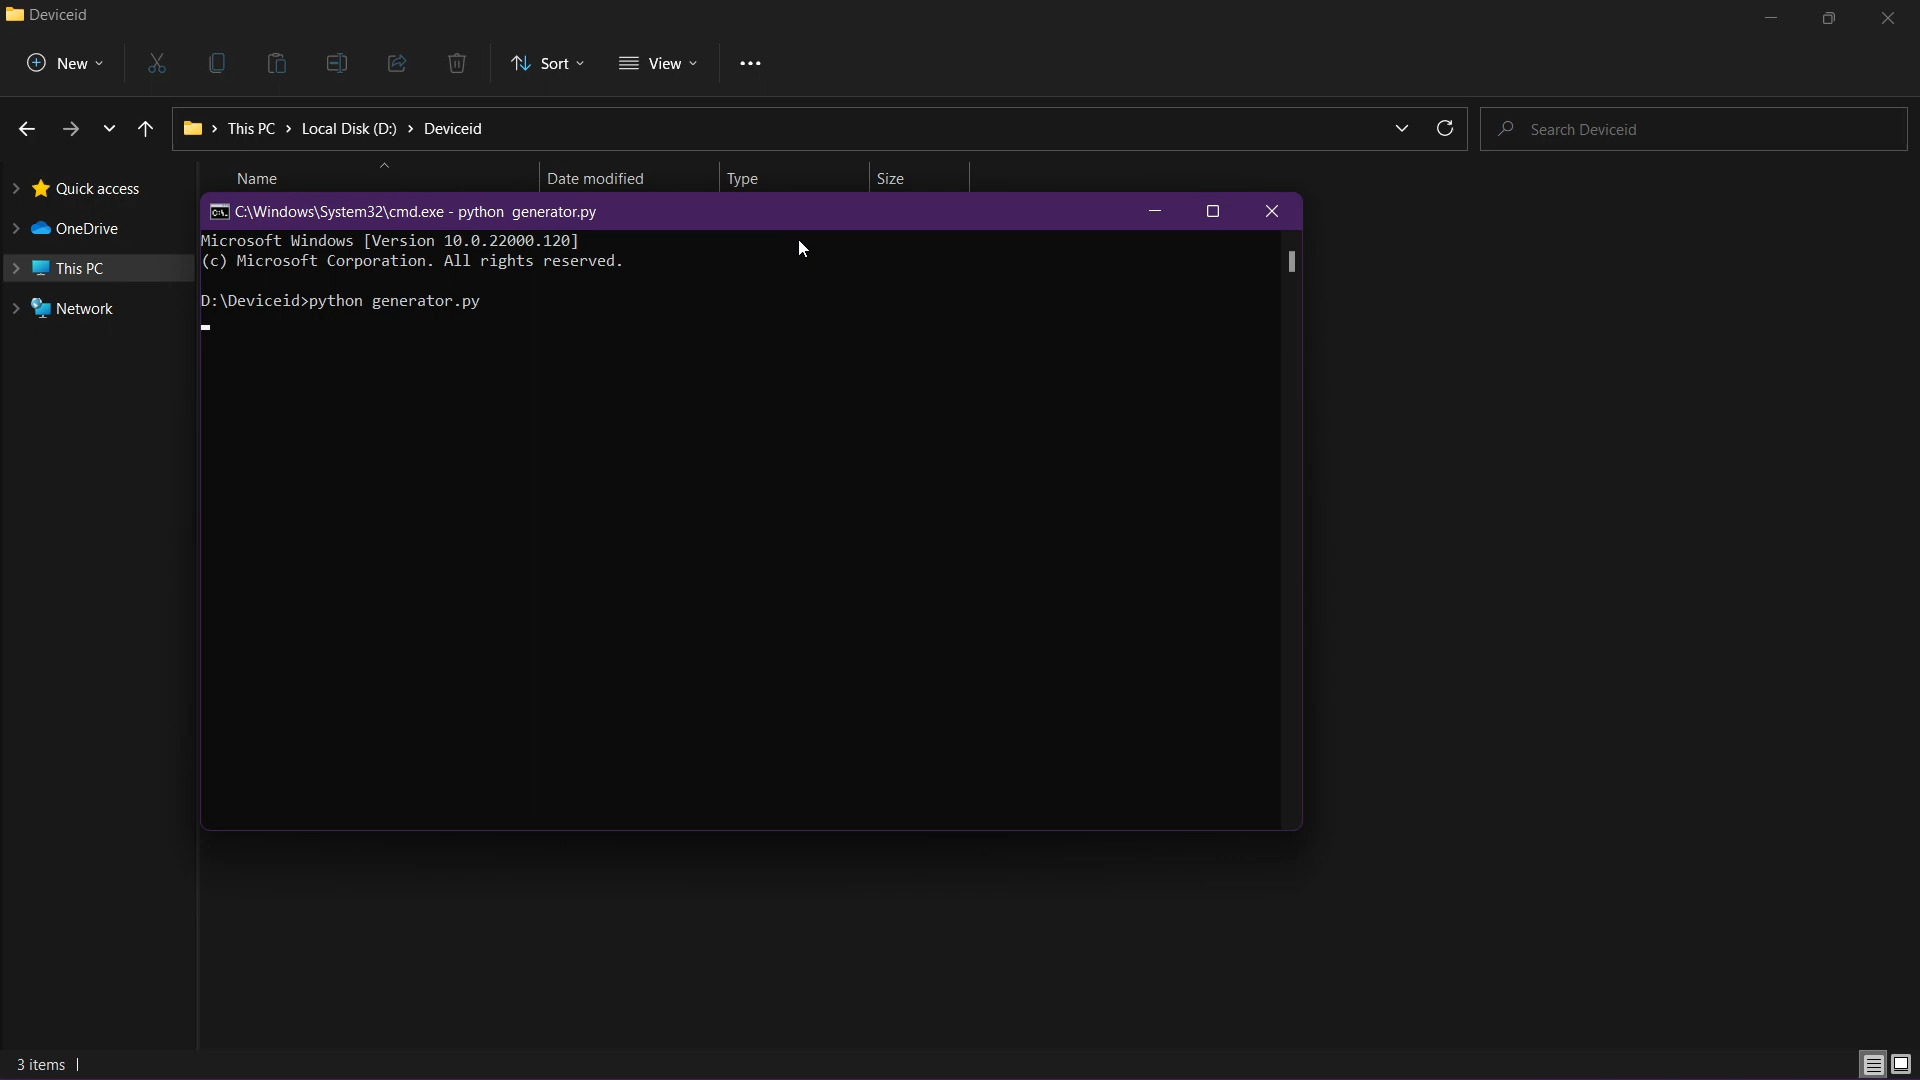 Deviceid
New
Sort
View
This PC > Local Disk (D:) > Deviceid
Search Deviceid
Quick access
OneDrive
This PC
Network
Name
Date modified
Type
Size
C:\Windows\System32\cmd.exe - python  generator.py
Microsoft Windows [Version 10.0.22000.120]
(c) Microsoft Corporation. All rights reserved.
D:\Deviceid>python generator.py
3 items